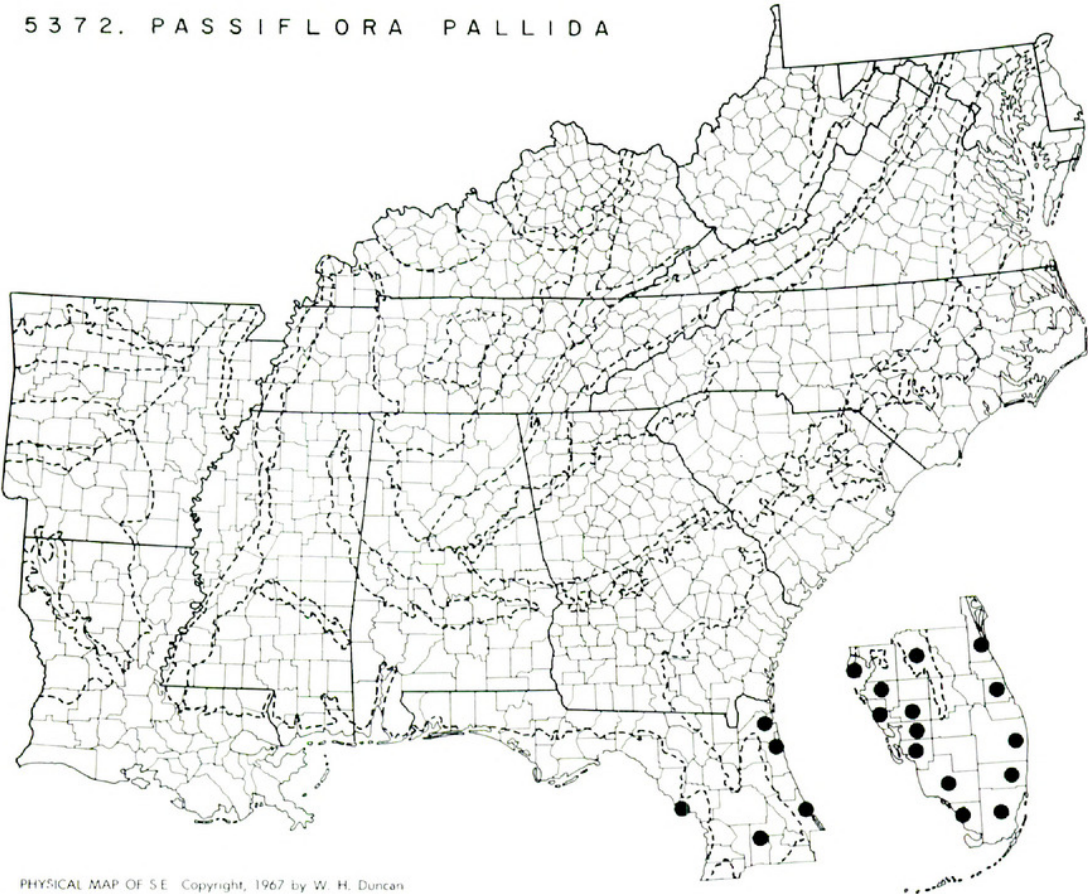 5372. PASSIFLORA PALLIDA
PHYSICAL MAP OF S E Copyright, 1967 by W. H. Duncan